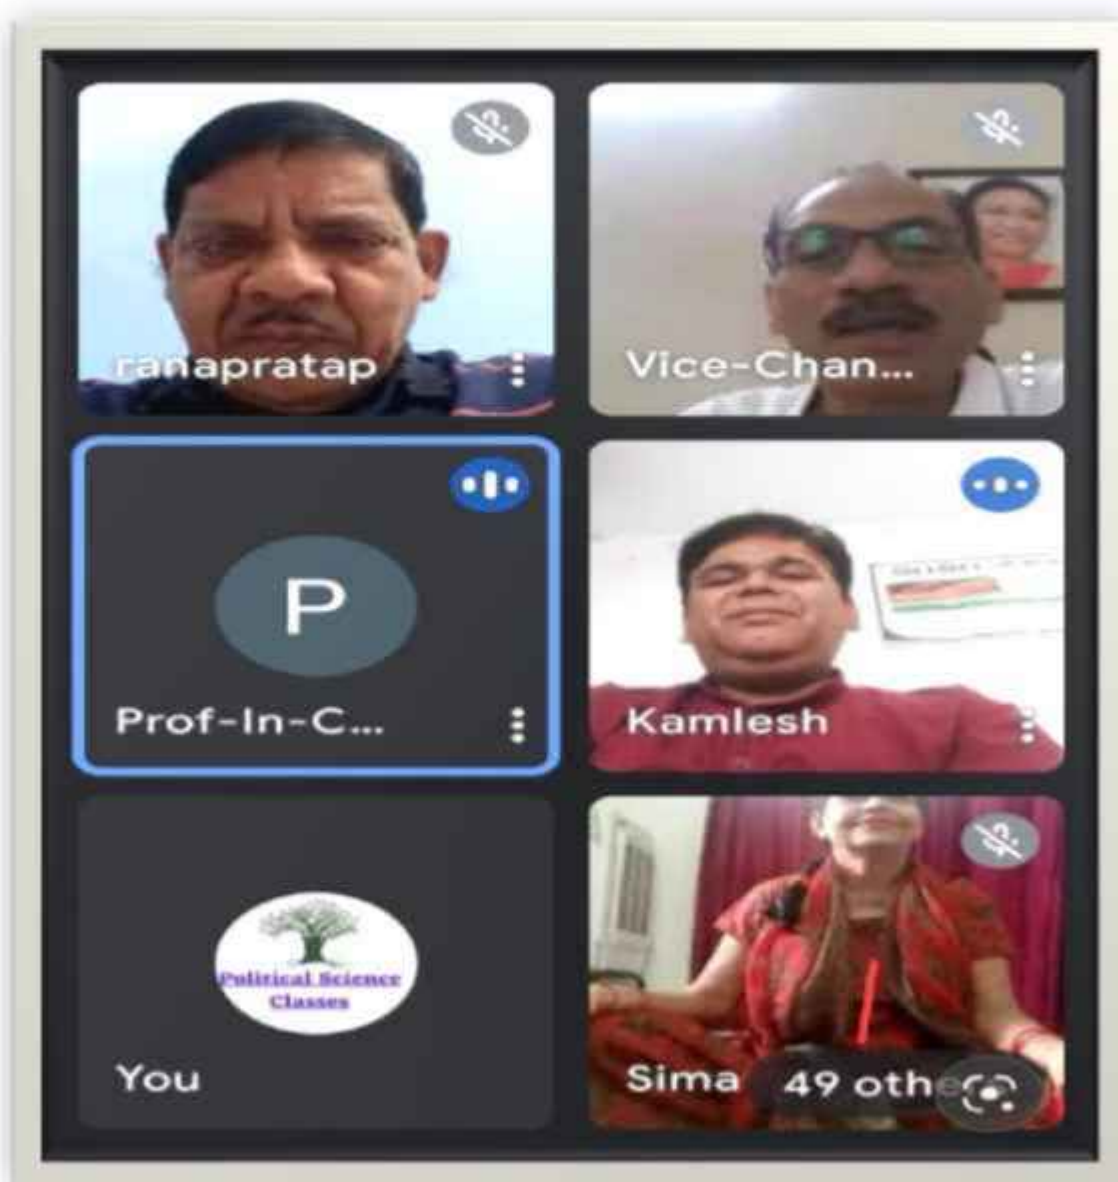 ranapratap
Vice-Chan...
P
Prof-In-C...
Kamlesh
Political Science
Classes
You
Sima
49 othe